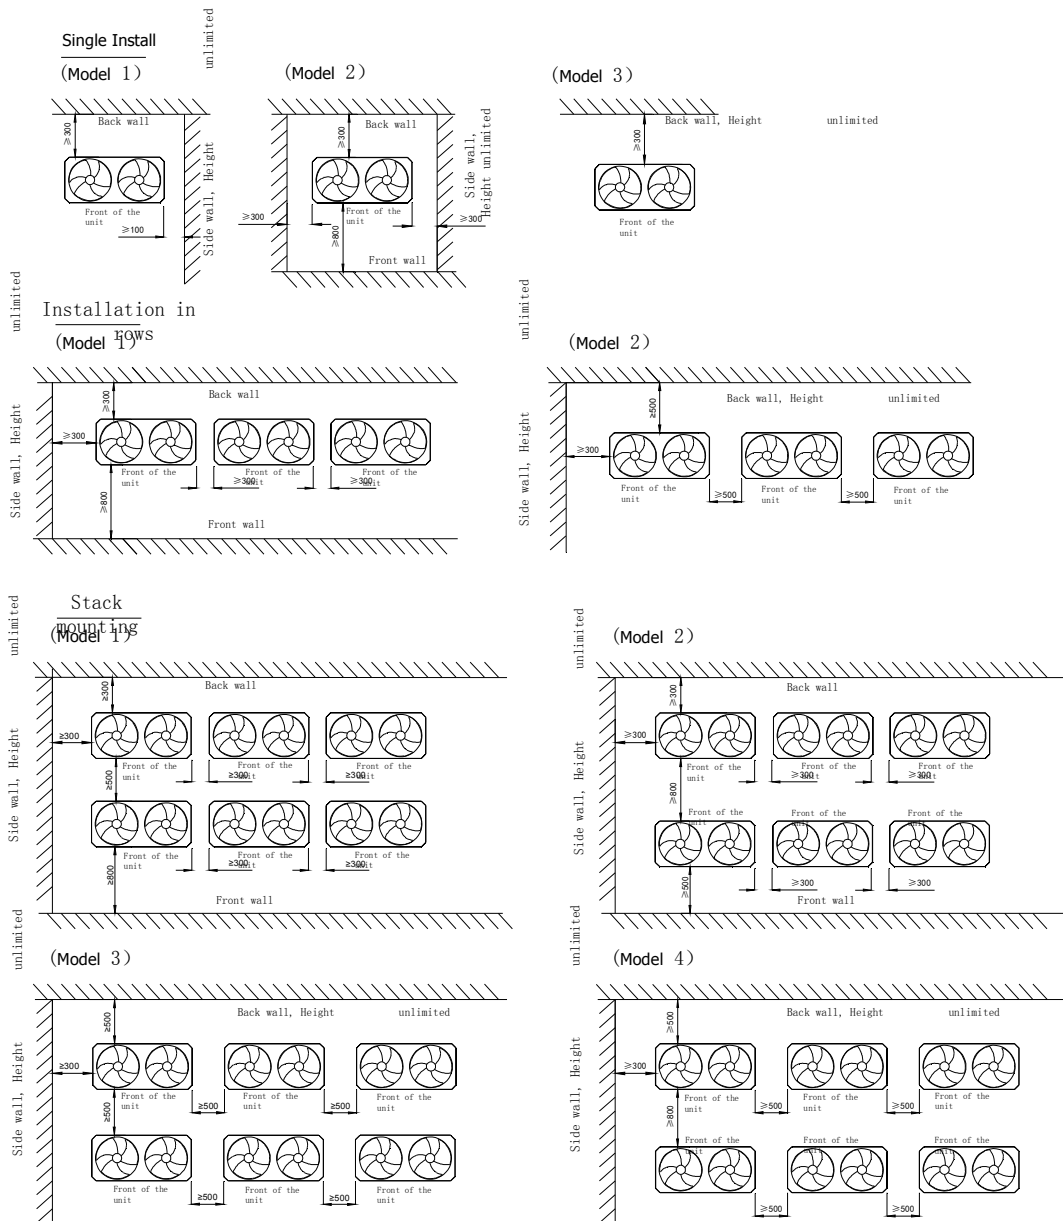 Single Install
(Model 1)
(Model 2)
(Model 3)
Back wall
≥300
Front of the
unit
≥100
Side wall, Height
unlimited
Back wall
≥300
Front of the
unit
≥300
≥300
≥800
Front wall
Side wall,
Height unlimited
Back wall, Height unlimited
≥300
Front of the
unit
Installation in
rows
(Model 1)
Side wall, Height unlimited
Back wall
≥300
≥300
Front of the
unit
Front of the
unit
Front of the
unit
≥300
≥300
≥800
Front wall
(Model 2)
Side wall, Height unlimited
Back wall, Height unlimited
≥500
≥300
Front of the
unit
Front of the
unit
Front of the
unit
≥500
≥500
Stack
mounting
(Model 1)
Side wall, Height unlimited
Back wall
≥300
≥300
Front of the
unit
Front of the
unit
Front of the
unit
≥300
≥300
≥500
Front of the
unit
Front of the
unit
Front of the
unit
≥300
≥300
≥800
Front wall
(Model 2)
Side wall, Height unlimited
Back wall
≥300
≥300
Front of the
unit
Front of the
unit
Front of the
unit
≥300
≥300
≥800
Front of the
unit
Front of the
unit
Front of the
unit
≥300
≥300
≥500
Front wall
(Model 3)
Side wall, Height unlimited
Back wall, Height unlimited
≥500
≥300
Front of the
unit
Front of the
unit
Front of the
unit
≥500
≥500
≥500
Front of the
unit
Front of the
unit
Front of the
unit
≥500
≥500
(Model 4)
Side wall, Height unlimited
Back wall, Height unlimited
≥500
≥300
Front of the
unit
Front of the
unit
Front of the
unit
≥500
≥500
≥800
Front of the
unit
Front of the
unit
Front of the
unit
≥500
≥500